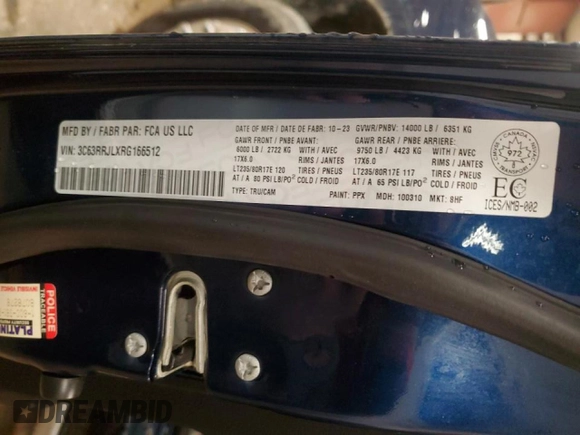 MFD BY / FABR PAR: FCA US LLC
VIN: 3C63RRJLXRG166512
DATE OF MFR / DATE DE FABR: 10-23
GVWR/PNBV: 14000 LB / 6351 KG
GAWR FRONT / PNBE AVANT:
6000 LB / 2722 KG WITH/AVEC
17X6.0 RIMS / JANTES
LT235/80R17E 120 TIRES / PNEUS
AT / A 80 PSI LB/PO² COLD / FROID
TYPE: TRU/CAM
GAWR REAR / PNBE ARRIERE:
9750 LB / 4423 KG WITH/AVEC
17X6.0 RIMS / JANTES
LT235/80R17E 117 TIRES / PNEUS
AT / A 65 PSI LB/PO² COLD / FROID
PAINT: PPX MDH: 100310 MKT: 8HF
CANADA
972
TRANSPORT
EC
ICES/NMB-002
POLICE
TRACEABLE
PLATIN
DREAMBID